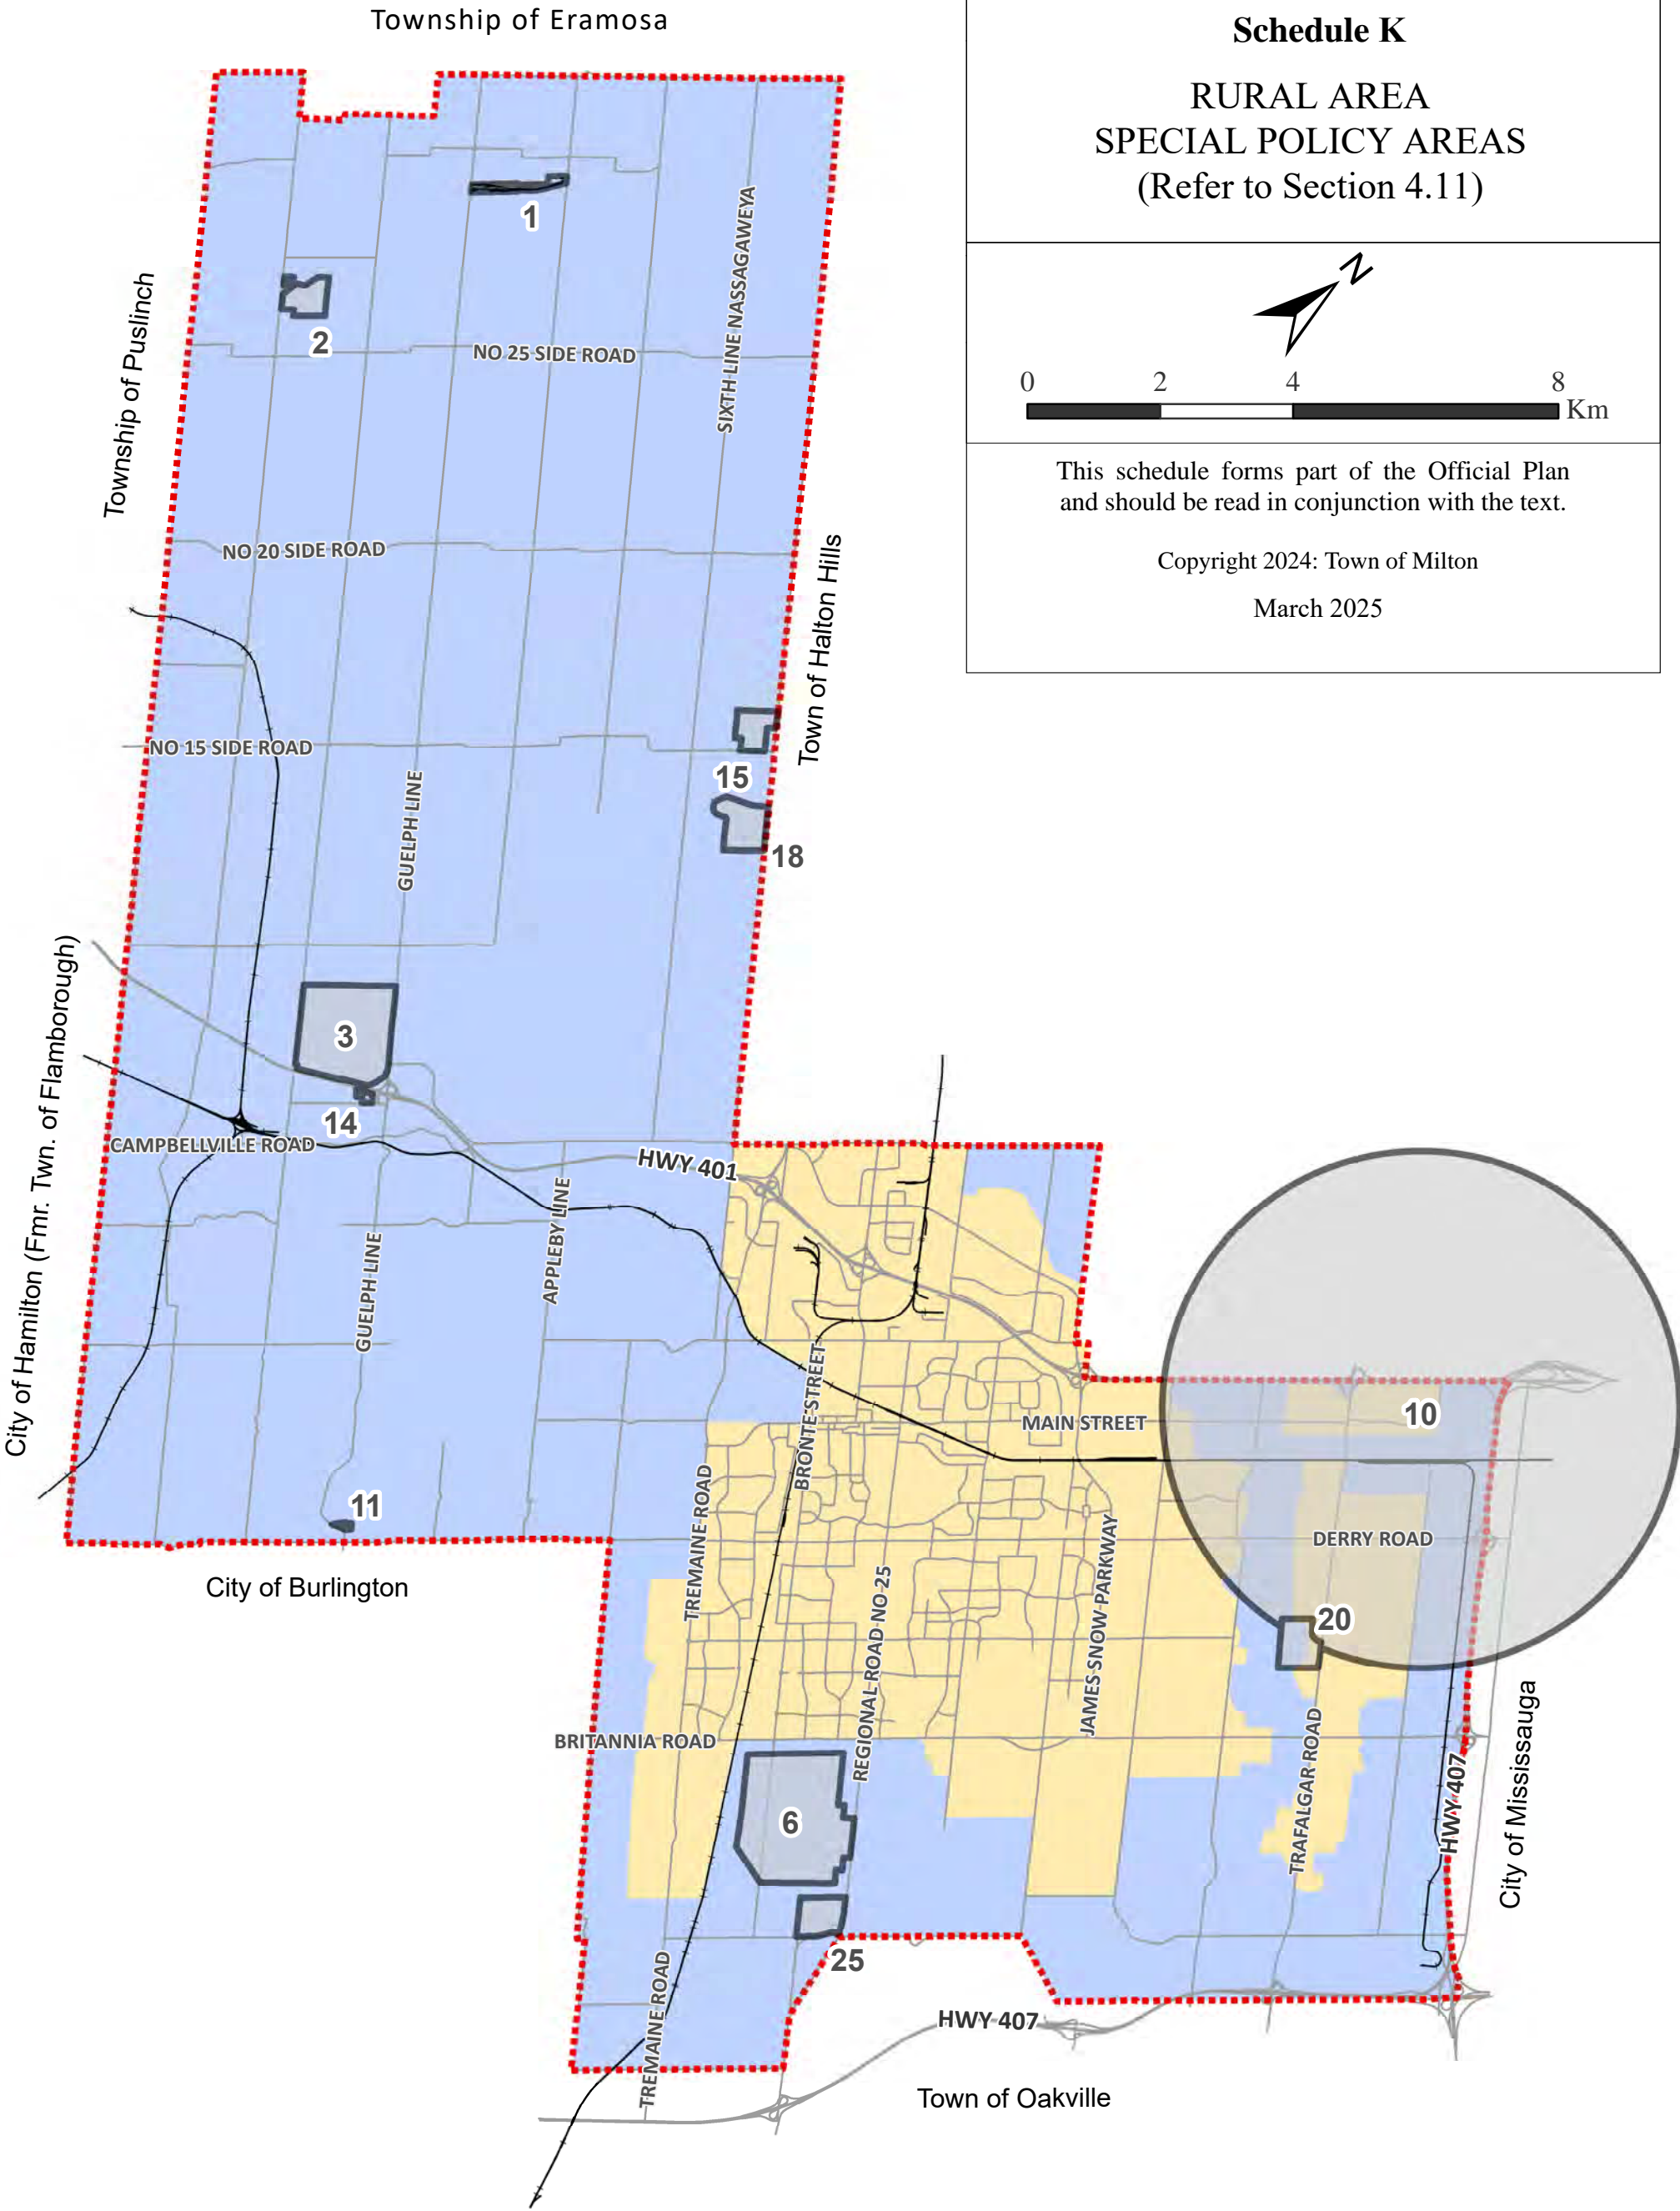 Township of Eramosa
Schedule K
RURAL AREA
SPECIAL POLICY AREAS
(Refer to Section 4.11)
N
0 2 4 8
Km
This schedule forms part of the Official Plan
and should be read in conjunction with the text.
Copyright 2024: Town of Milton
March 2025
1
SIXTH LINE NASSAGAWEYA
Township of Puslinch
2
NO 25 SIDE ROAD
NO 20 SIDE ROAD
Town of Halton Hills
NO 15 SIDE ROAD
15
GUELPH LINE
18
City of Hamilton (Fmr. Twn. of Flamborough)
3
14
CAMPBELLVILLE ROAD
HWY 401
APPLEBY LINE
GUELPH LINE
BRONTE STREET
MAIN STREET
10
TREMAINE ROAD
11
DERRY ROAD
City of Burlington
REGIONAL ROAD NO 25
JAMES SNOW PARKWAY
20
BRITANNIA ROAD
TRAFALGAR ROAD
HWY 407
City of Mississauga
6
25
TREMAINE ROAD
HWY 407
Town of Oakville